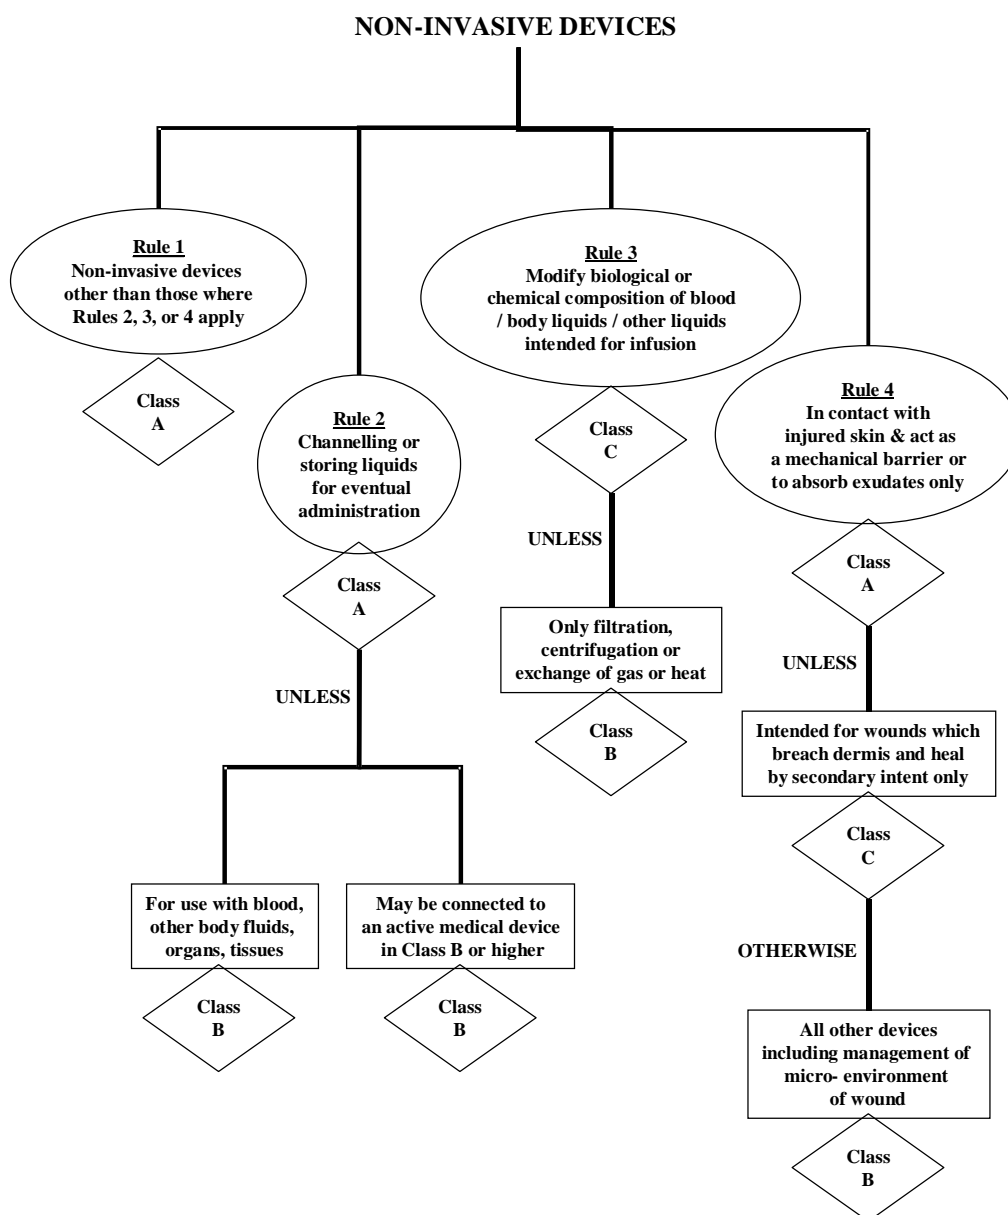 NON-INVASIVE DEVICES
Rule 1
Non-invasive devices
other than those where
Rules 2, 3, or 4 apply
Class
A
Rule 2
Channelling or
storing liquids
for eventual
administration
Class
A
UNLESS
For use with blood,
other body fluids,
organs, tissues
Class
B
May be connected to
an active medical device
in Class B or higher
Class
B
Rule 3
Modify biological or
chemical composition of blood
/ body liquids / other liquids
intended for infusion
Class
C
UNLESS
Only filtration,
centrifugation or
exchange of gas or heat
Class
B
Rule 4
In contact with
injured skin & act as
a mechanical barrier or
to absorb exudates only
Class
A
UNLESS
Intended for wounds which
breach dermis and heal
by secondary intent only
Class
C
OTHERWISE
All other devices
including management of
micro- environment
of wound
Class
B